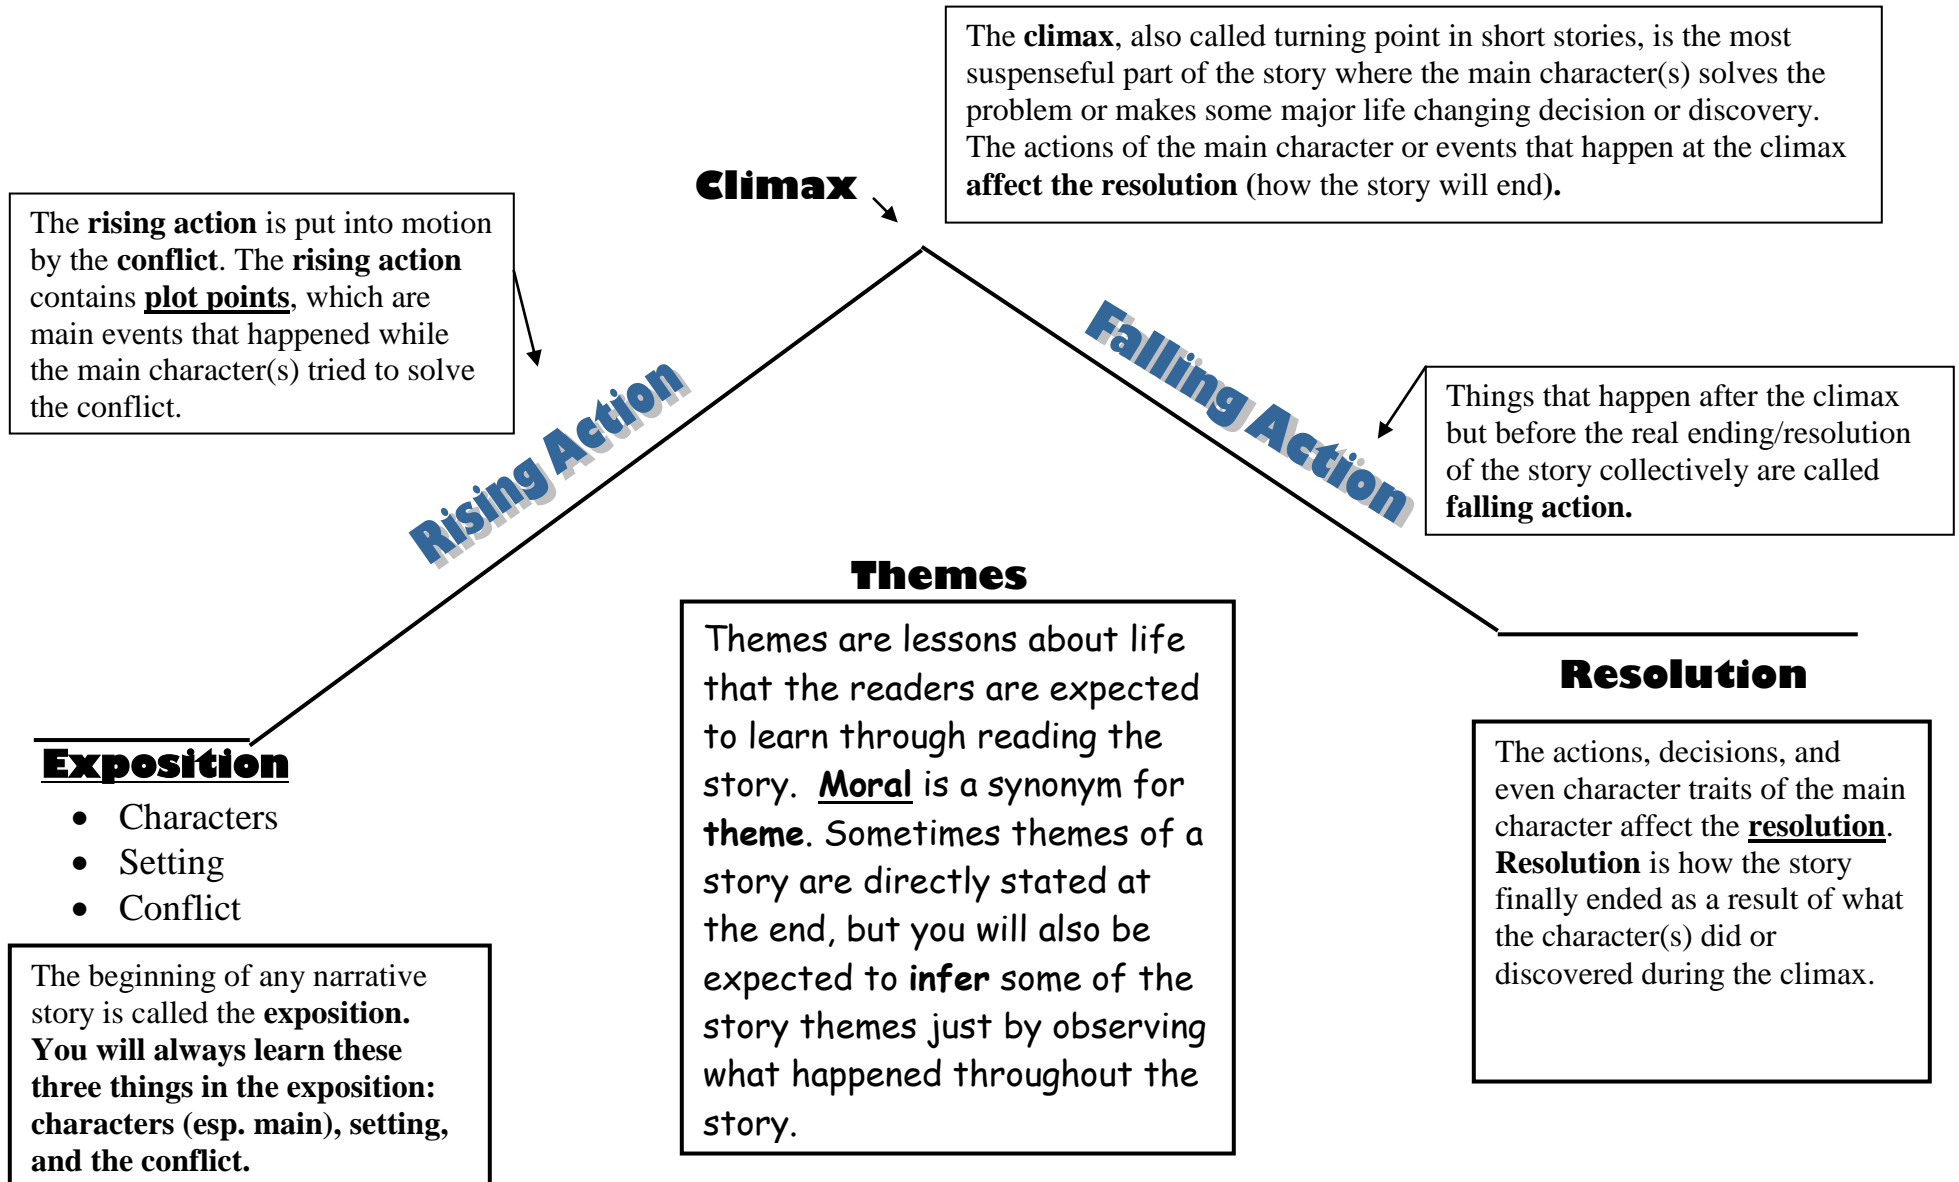 The climax, also called turning point in short stories, is the most
suspenseful part of the story where the main character(s) solves the
problem or makes some major life changing decision or discovery.
The actions of the main character or events that happen at the climax
affect the resolution (how the story will end).
Climax
The rising action is put into motion
by the conflict. The rising action
contains plot points, which are
main events that happened while
the main character(s) tried to solve
the conflict.
Rising Action
Falling Action
Things that happen after the climax
but before the real ending/resolution
of the story collectively are called
falling action.
Themes
Themes are lessons about life
that the readers are expected
to learn through reading the
story. Moral is a synonym for
theme. Sometimes themes of a
story are directly stated at
the end, but you will also be
expected to infer some of the
story themes just by observing
what happened throughout the
story.
Resolution
The actions, decisions, and
even character traits of the main
character affect the resolution.
Resolution is how the story
finally ended as a result of what
the character(s) did or
discovered during the climax.
Exposition
• Characters
• Setting
• Conflict
The beginning of any narrative
story is called the exposition.
You will always learn these
three things in the exposition:
characters (esp. main), setting,
and the conflict.